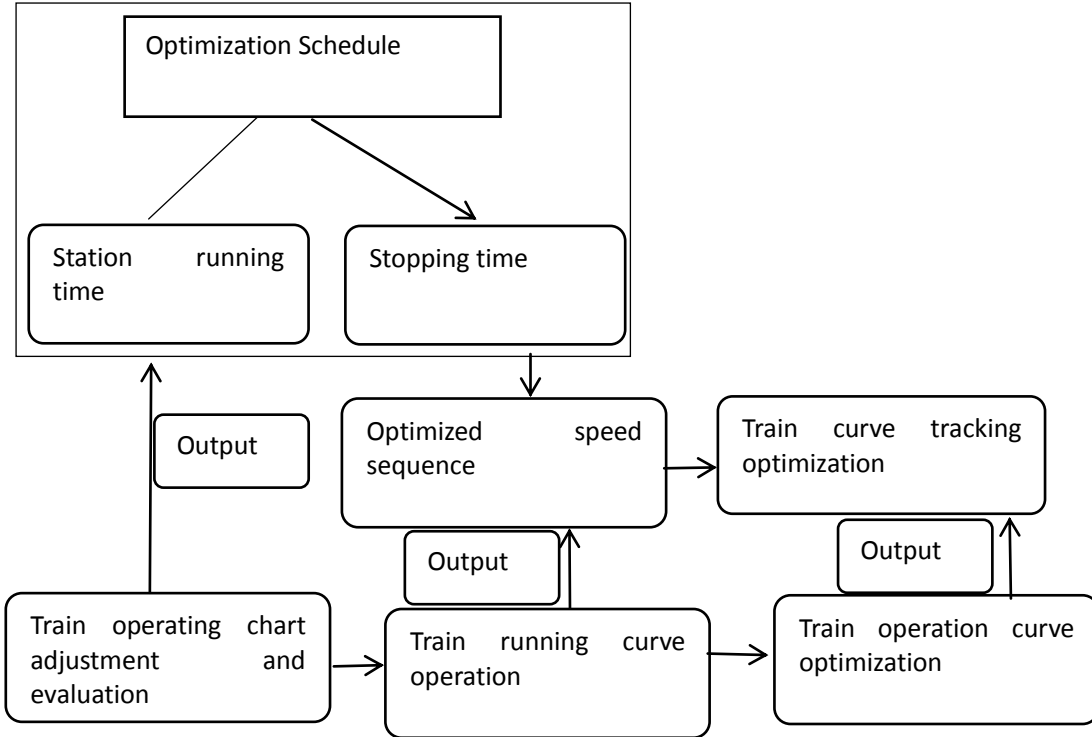 Optimization Schedule
Station running
time
Stopping time
Output
Optimized speed
sequence
Train curve tracking
optimization
Output
Output
Train operating chart
adjustment and
evaluation
Train running curve
operation
Train operation curve
optimization